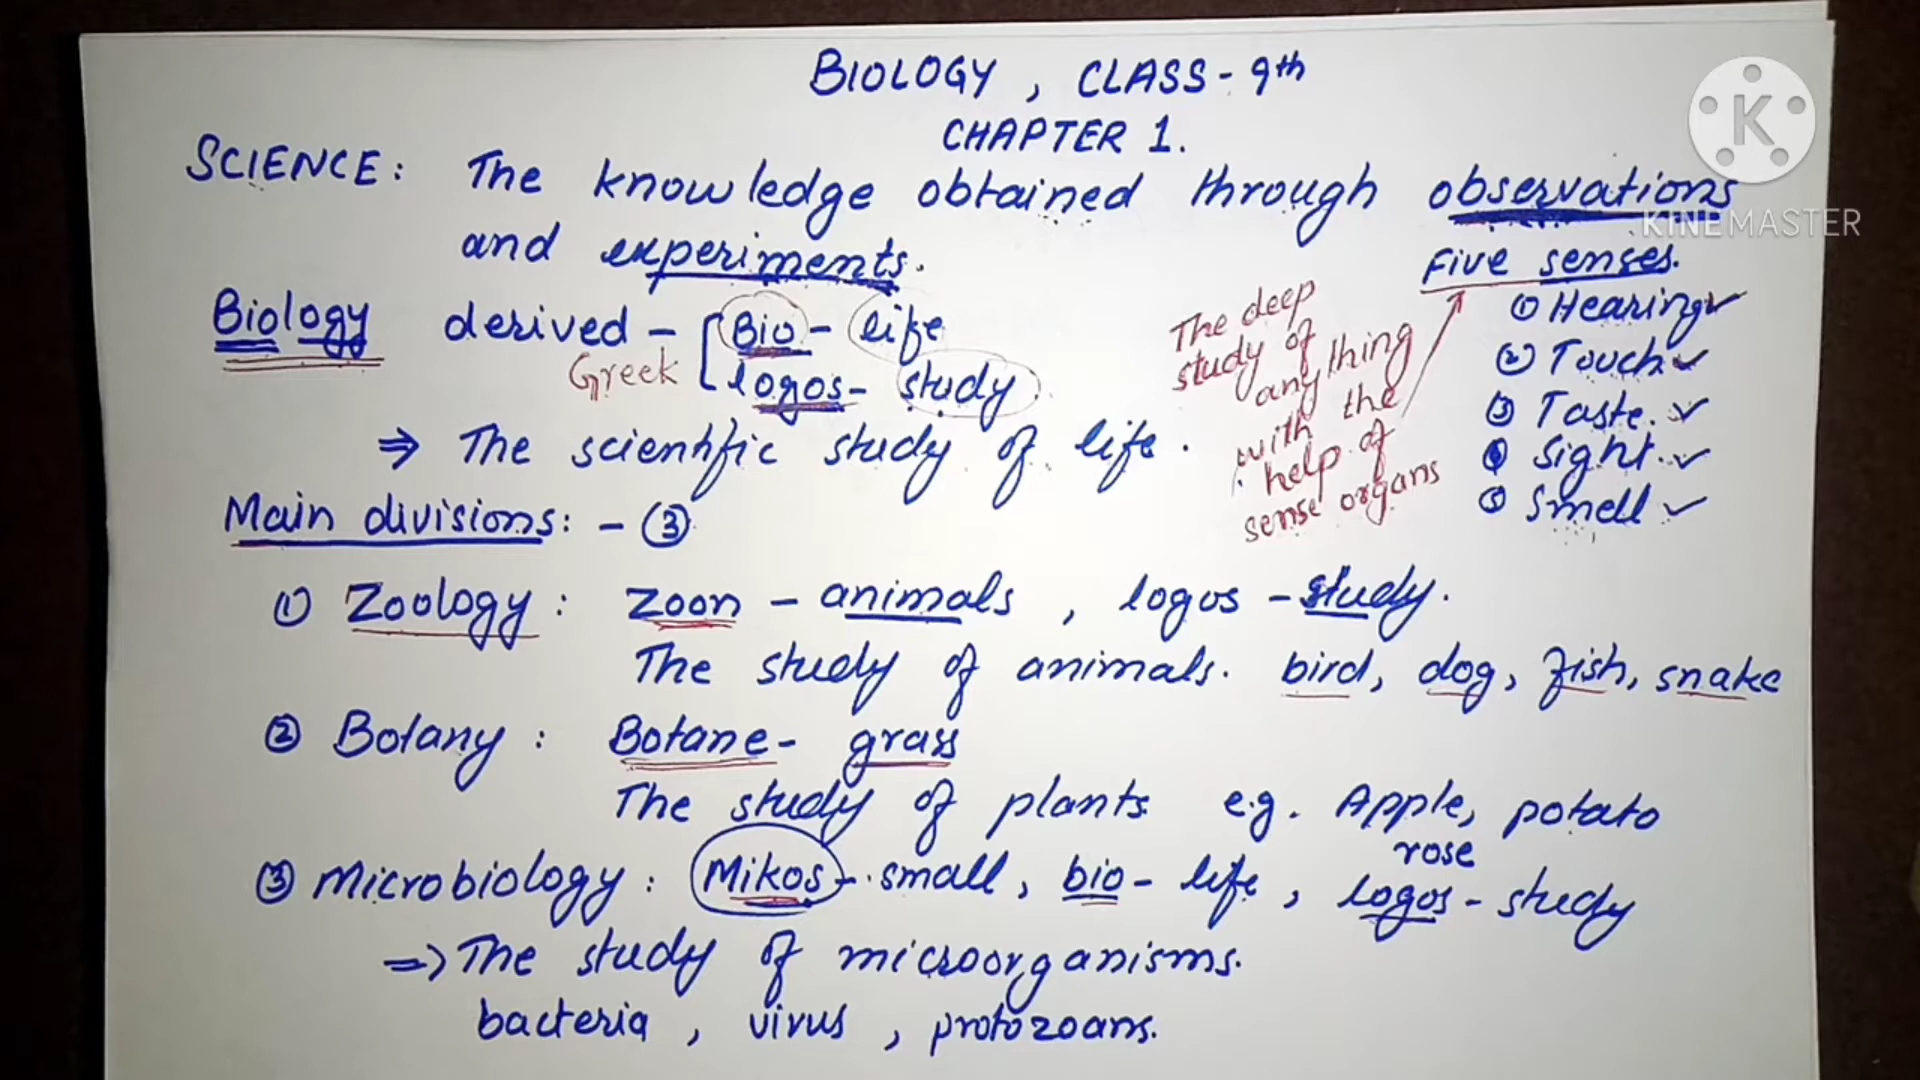 BIOLOGY, CLASS-9th
CHAPTER 1.
SCIENCE: The knowledge obtained through observations
and experiments.
Five senses.
① Hearing
② Touch
③ Taste.
Sight
⑤ Smell
The deep
study of
any thing
with the
help of
sense organs
Biology derived - Bio - life
Greek logos - study
⇒ The scientific study of life.
Main divisions: - ③
① Zoology: Zoon - animals, logos - study.
The study of animals. bird, dog, fish, snake
② Botany: Botane - grass
The study of plants e.g. Apple, potato
rose
③ Microbiology: Mikos - small, bio - life, logos - study
⇒ The study of microorganisms.
bacteria, virus, protozoans.
K
KINEMASTER